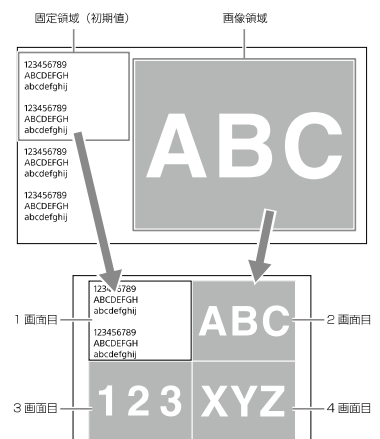 固定領域（初期値）
画像領域
123456789
ABCDEFGH
abcdefghij
123456789
ABCDEFGH
abcdefghij
123456789
ABCDEFGH
abcdefghij
123456789
ABCDEFGH
abcdefghij
ABC
123456789
ABCDEFGH
abcdefghij
123456789
ABCDEFGH
abcdefghij
ABC
1 画面目
2 画面目
123
XYZ
3 画面目
4 画面目